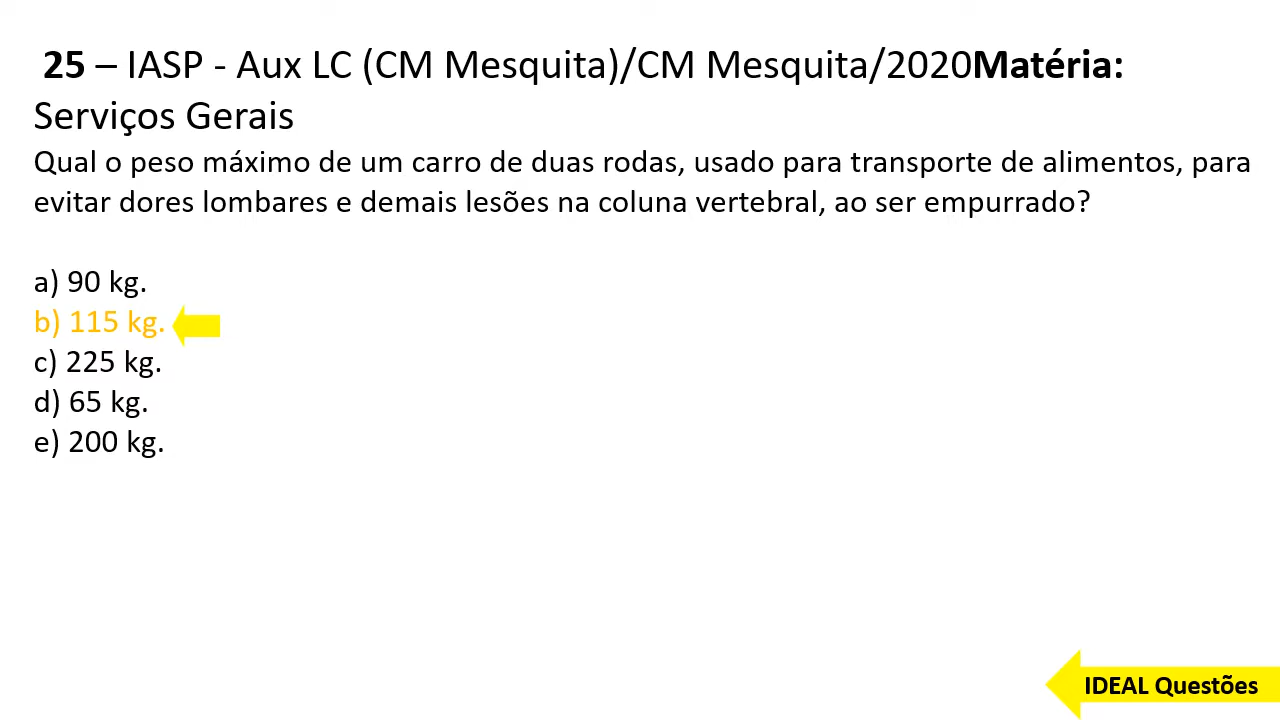 25 – IASP - Aux LC (CM Mesquita)/CM Mesquita/2020Matéria:
Serviços Gerais
Qual o peso máximo de um carro de duas rodas, usado para transporte de alimentos, para
evitar dores lombares e demais lesões na coluna vertebral, ao ser empurrado?
a) 90 kg.
b) 115 kg.
c) 225 kg.
d) 65 kg.
e) 200 kg.
IDEAL Questões